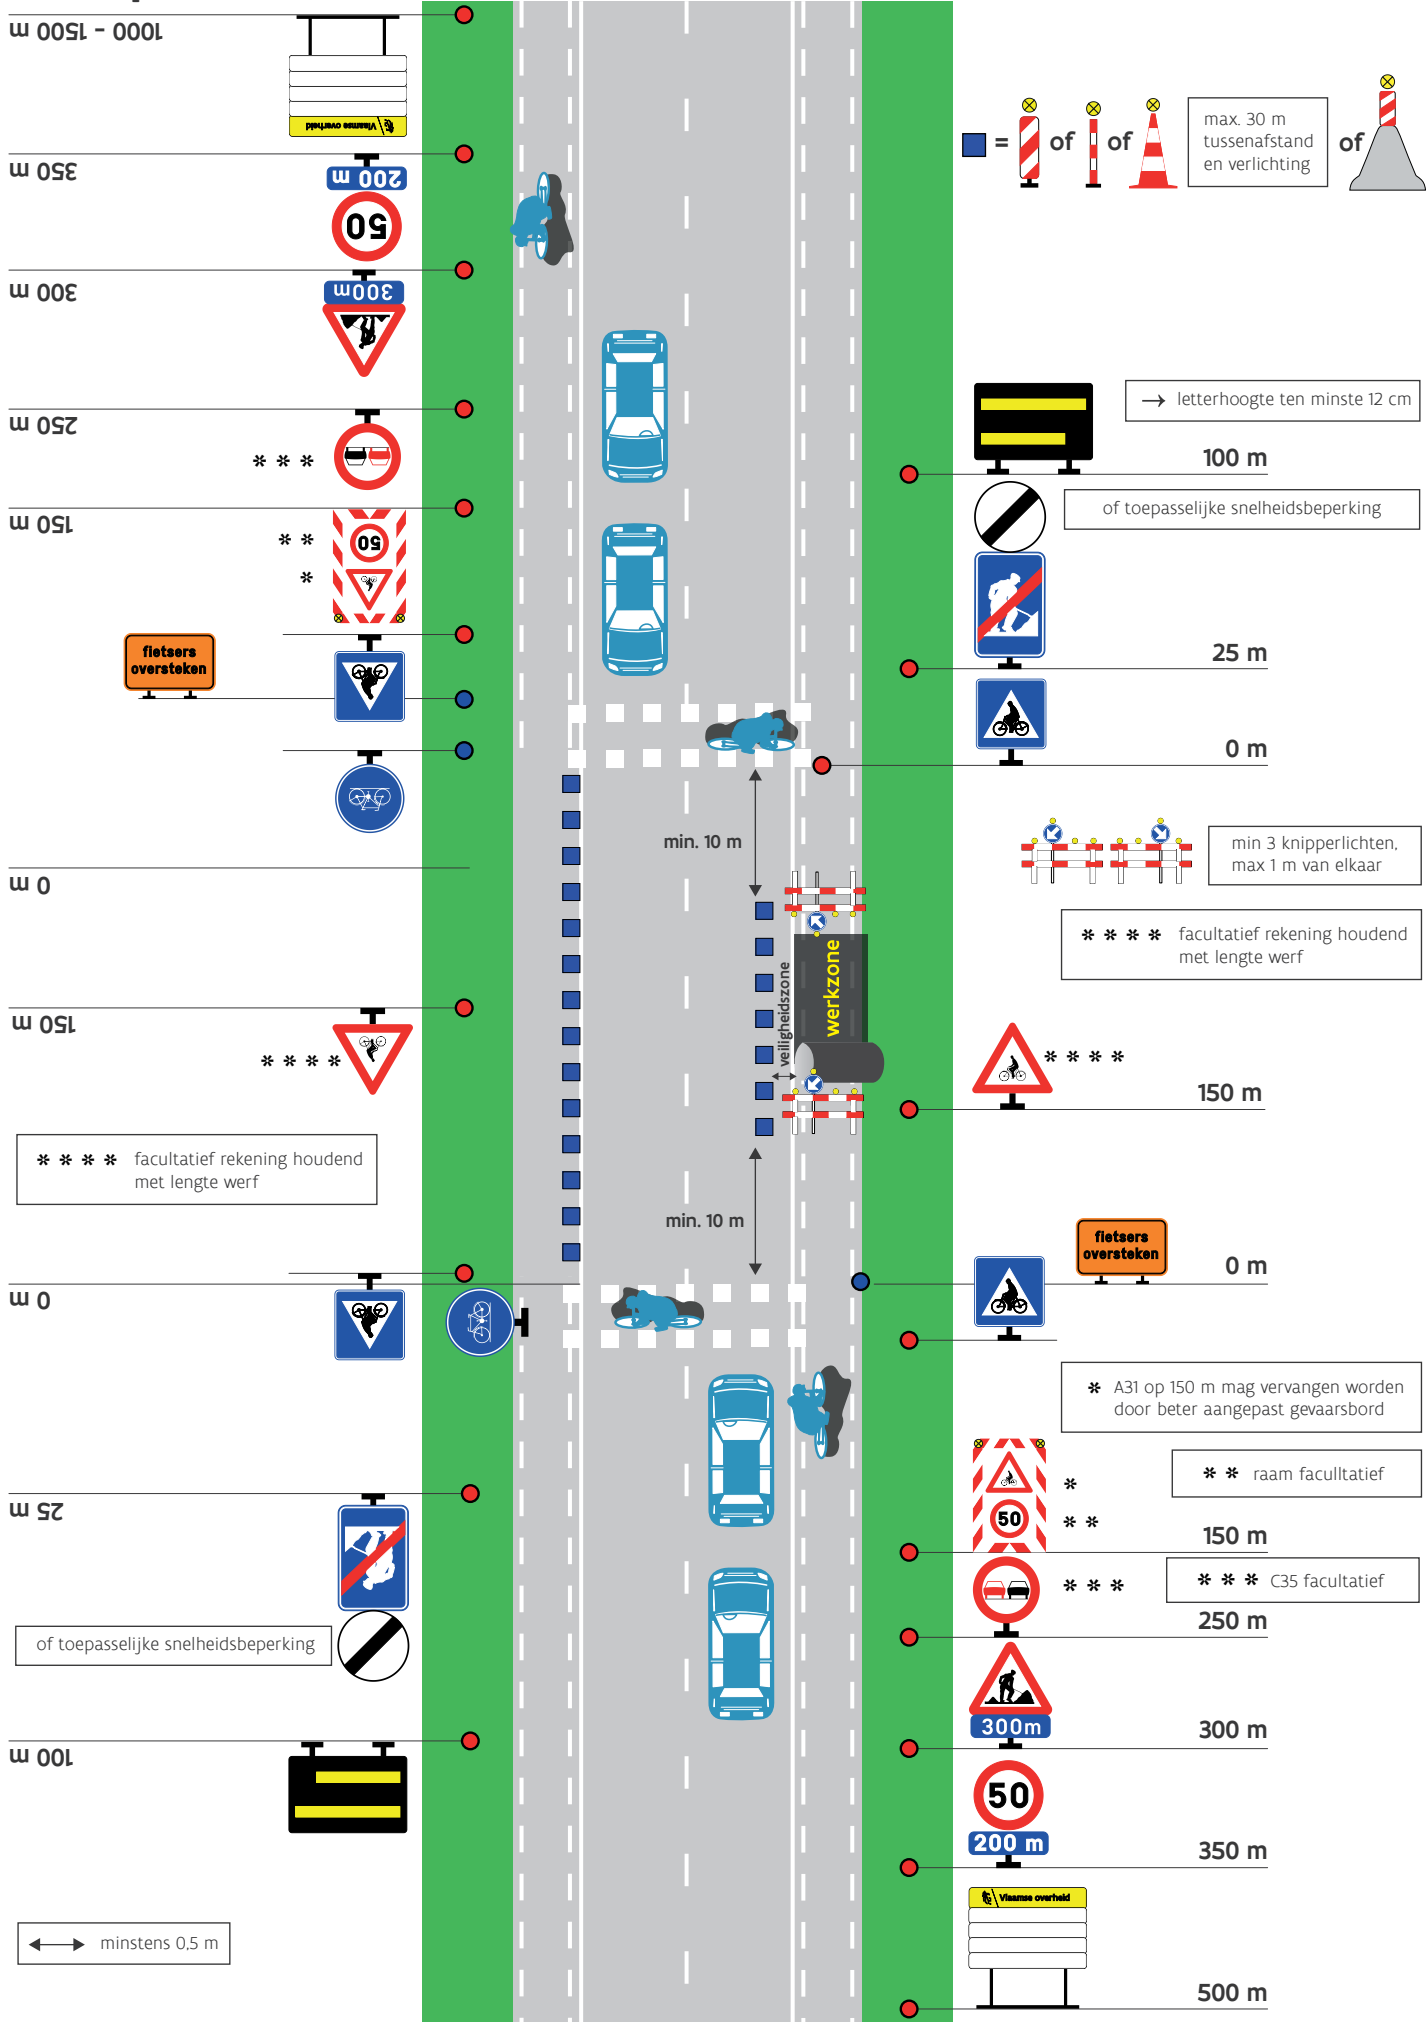 1000 - 1500 m
Vlaamse overheid
350 m
200 m
50
300 m
300m
250 m
* * *
150 m
* *
50
*
fietsers
oversteken
0 m
150 m
* * * *
* * * * facultatief rekening houdend
met lengte werf
0 m
25 m
of toepasselijke snelheidsbeperking
100 m
minstens 0,5 m
min. 10 m
werkzone
veiligheidszone
min. 10 m
= of of
max. 30 m
tussenafstand
en verlichting
of
→ letterhoogte ten minste 12 cm
100 m
of toepasselijke snelheidsbeperking
25 m
0 m
min 3 knipperlichten,
max 1 m van elkaar
* * * * facultatief rekening houdend
met lengte werf
* * * *
150 m
fietsers
oversteken
0 m
* A31 op 150 m mag vervangen worden
door beter aangepast gevaarsbord
*
* * raam faculltatief
50
* *
150 m
* * *
* * * C35 facultatief
250 m
300m
300 m
50
200 m
350 m
Vlaamse overheid
500 m